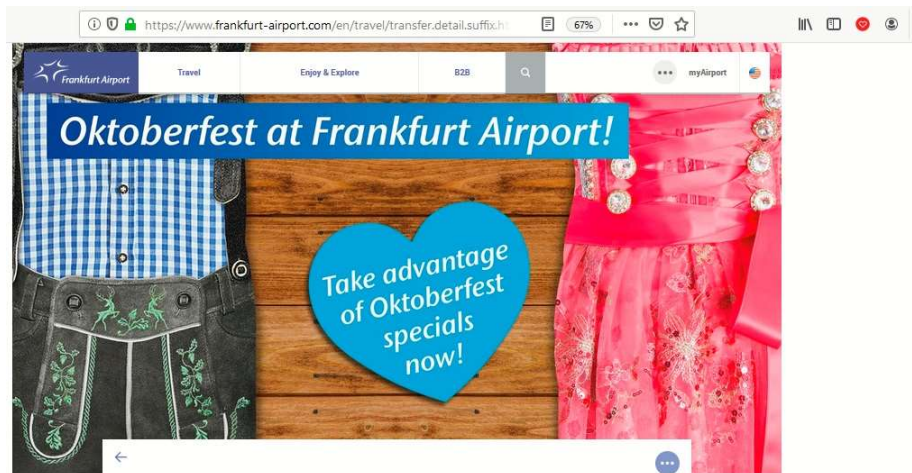 https://www.frankfurt-airport.com/en/travel/transfer.detail.suffix.h
67%
Frankfurt Airport
Travel
Enjoy & Explore
B2B
myAirport
Oktoberfest at Frankfurt Airport!
Take advantage
of Oktoberfest
specials
now!